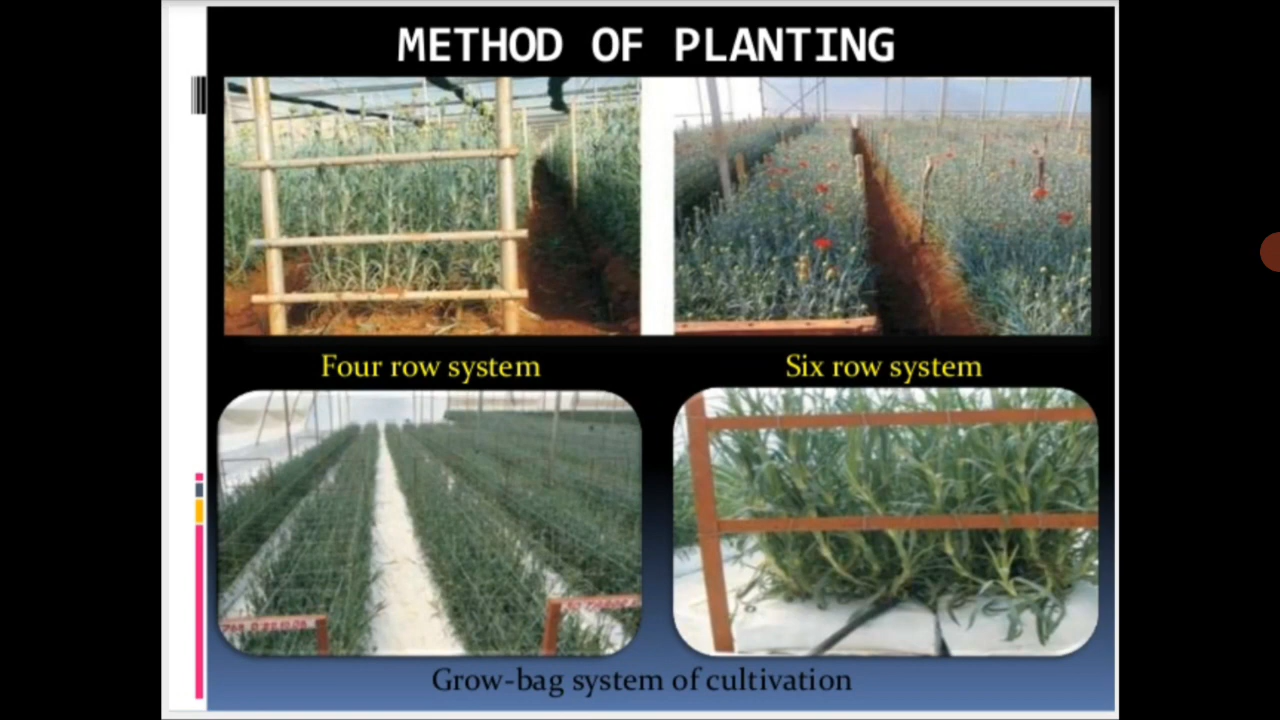 METHOD OF PLANTING
Four row system
Six row system
Grow-bag system of cultivation